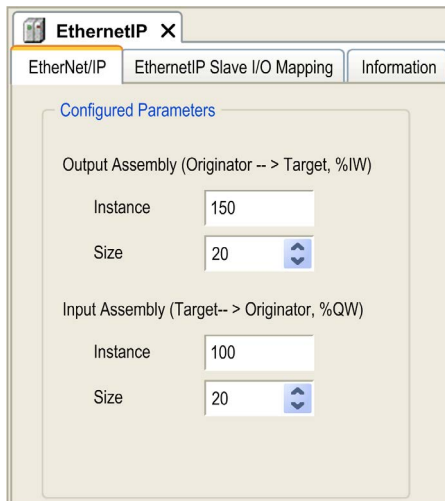 EthernetIP X
EtherNet/IP EthernetIP Slave I/O Mapping Information
Configured Parameters
Output Assembly (Originator -- > Target, %IW)
Instance 150
Size 20
Input Assembly (Target-- > Originator, %QW)
Instance 100
Size 20